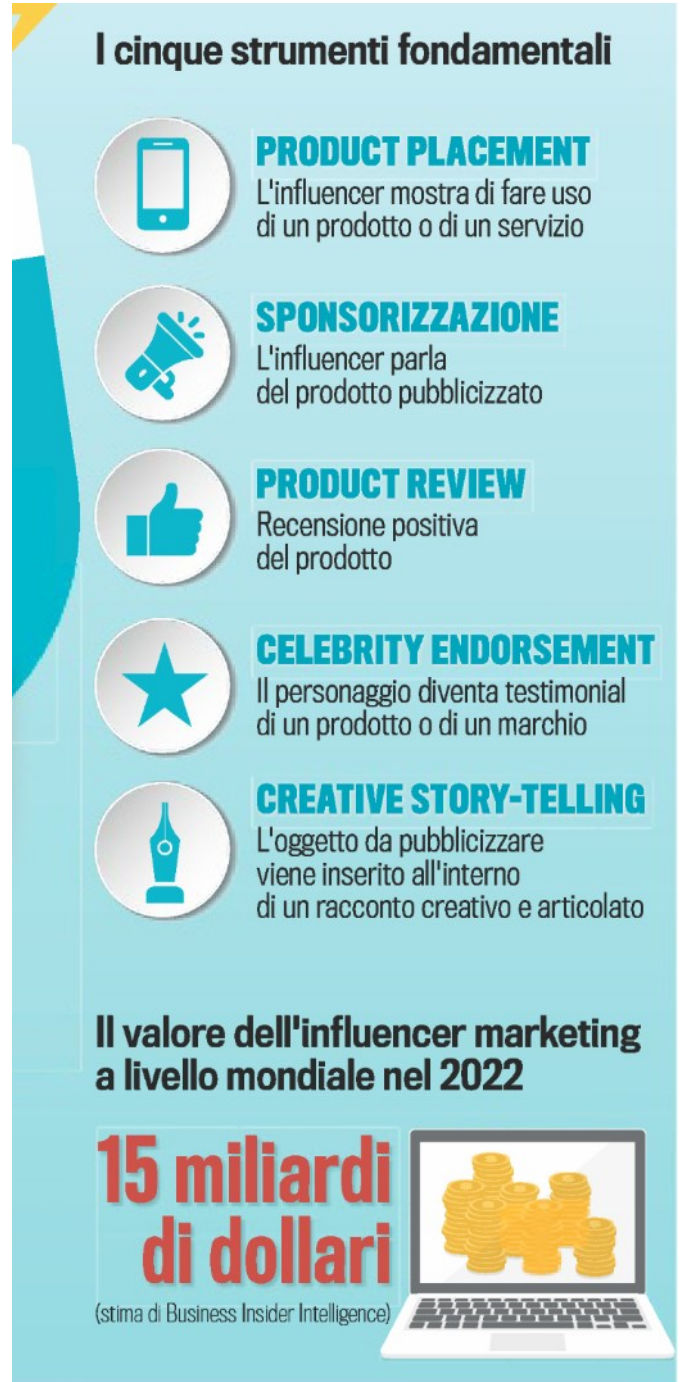 I cinque strumenti fondamentali
PRODUCT PLACEMENT
L'influencer mostra di fare uso
di un prodotto o di un servizio
SPONSORIZZAZIONE
L'influencer parla
del prodotto pubblicizzato
PRODUCT REVIEW
Recensione positiva
del prodotto
CELEBRITY ENDORSEMENT
Il personaggio diventa testimonial
di un prodotto o di un marchio
CREATIVE STORY-TELLING
L'oggetto da pubblicizzare
viene inserito all'interno
di un racconto creativo e articolato
Il valore dell'influencer marketing
a livello mondiale nel 2022
15 miliardi
di dollari
(stima di Business Insider Intelligence)